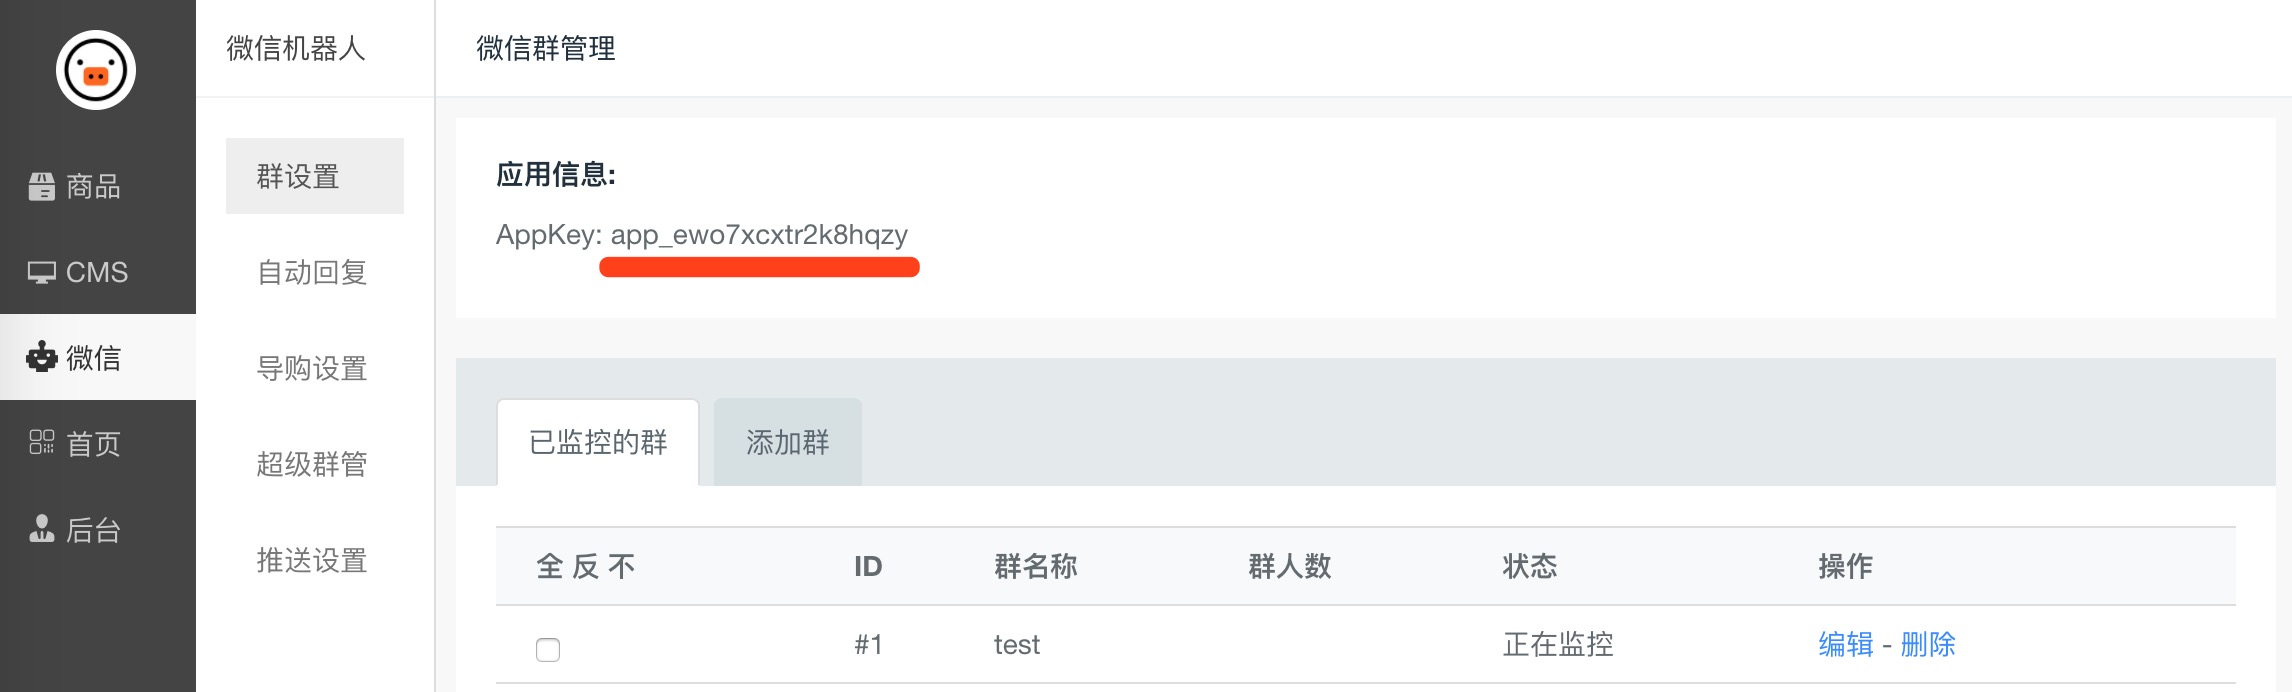 微信机器人
微信群管理
商品
CMS
微信
首页
后台
群设置
自动回复
导购设置
超级群管
推送设置
应用信息:
AppKey: app_ewo7xcxtr2k8hqzy
已监控的群
添加群
全 反 不 ID 群名称 群人数 状态 操作
#1 test 正在监控 编辑 - 删除